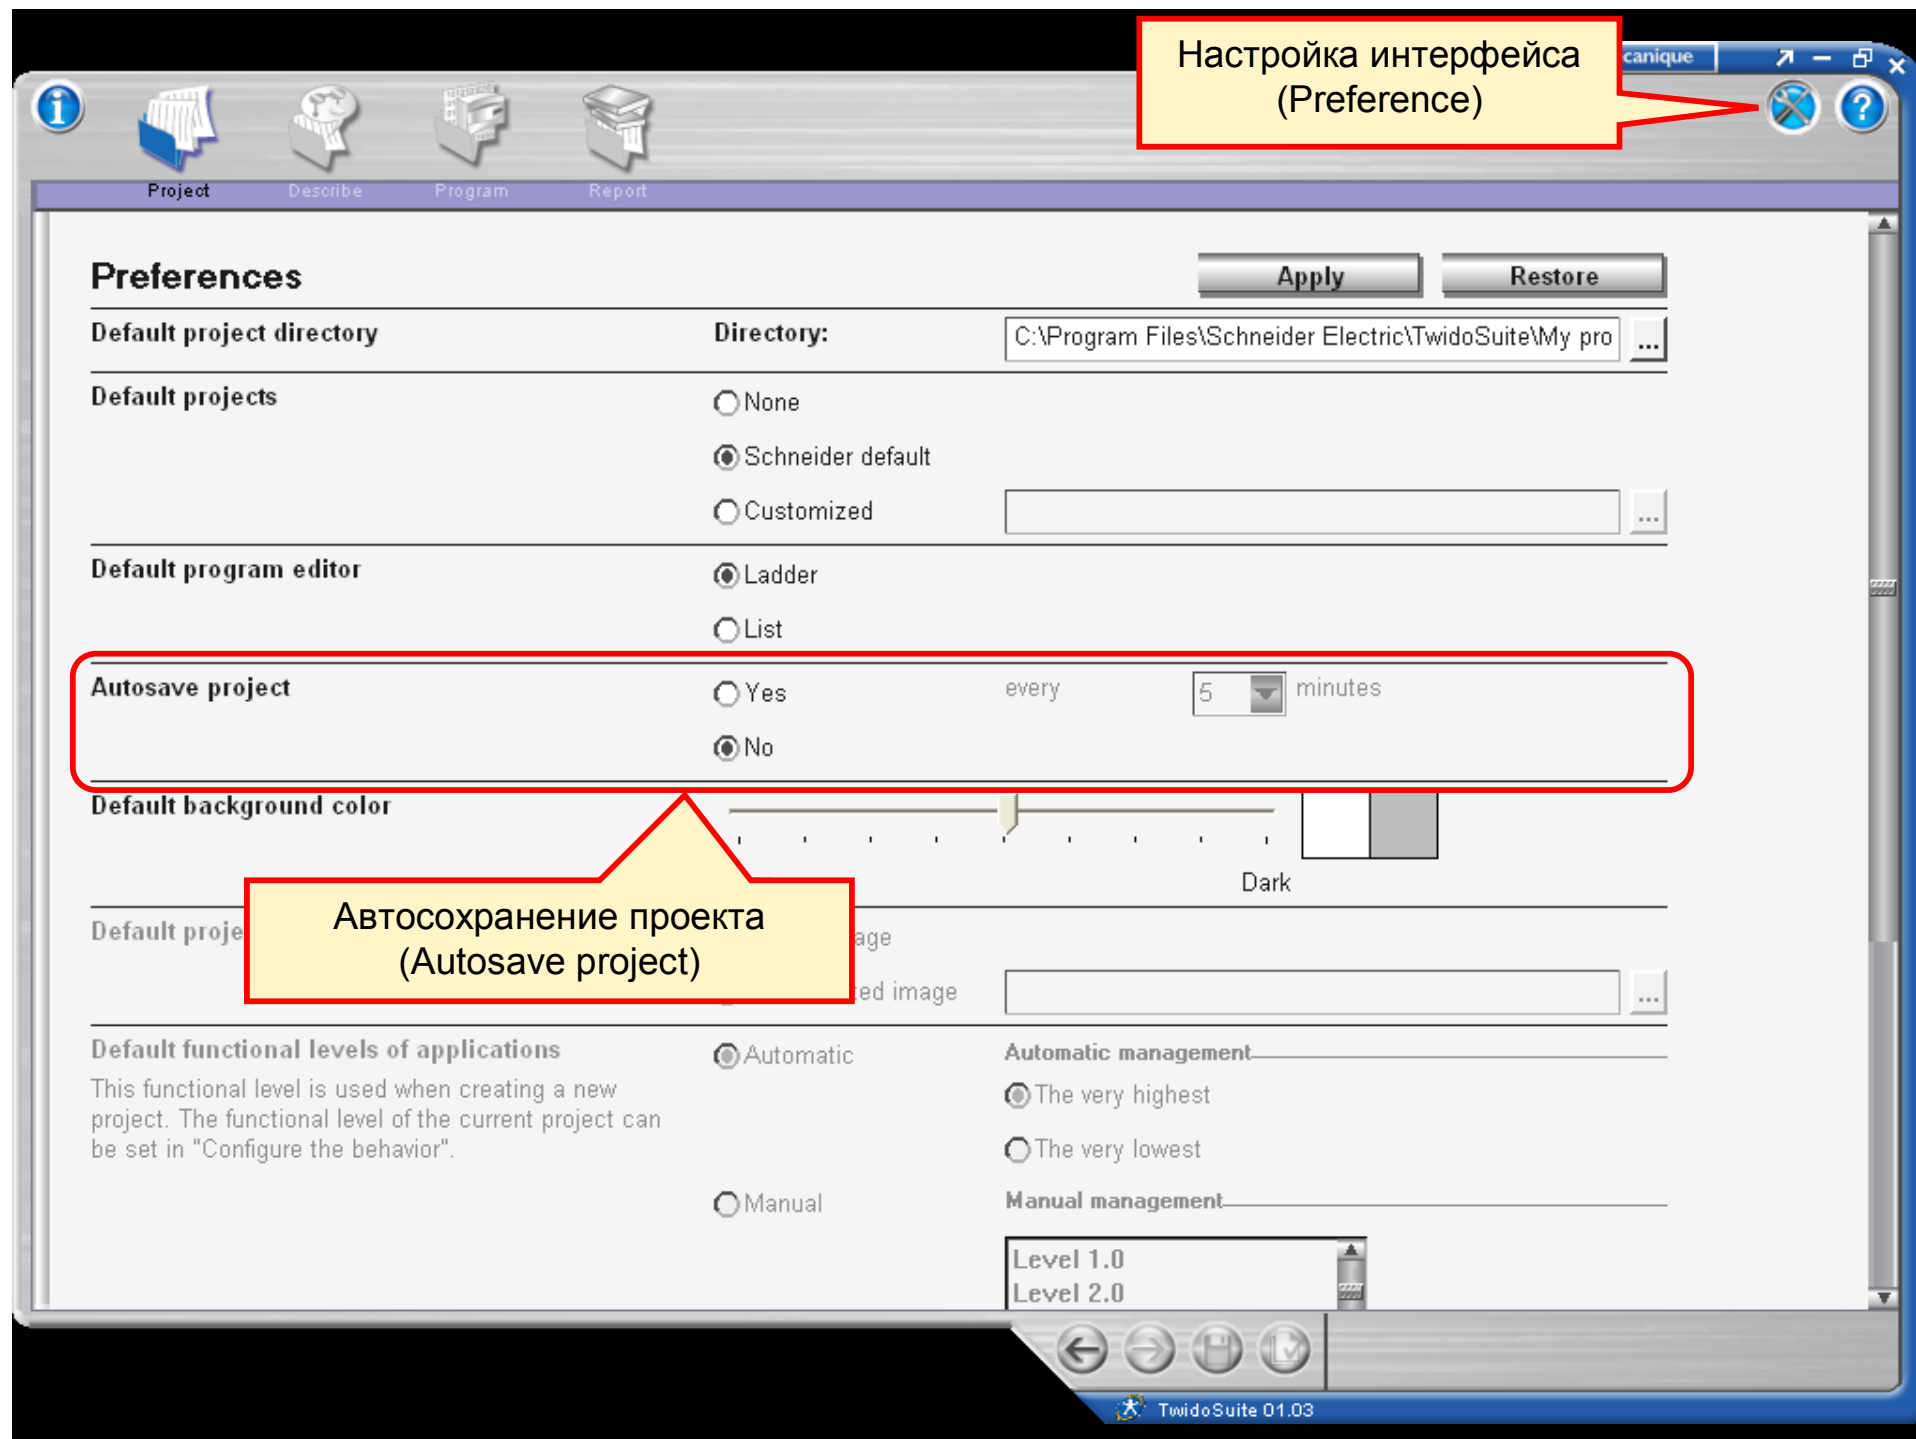 Настройка интерфейса
(Preference)
canique
Project Describe Program Report
Preferences Apply Restore
Default project directory Directory: C:\Program Files\Schneider Electric\TwidoSuite\My pro ...
Default projects None
Schneider default
Customized ...
Default program editor Ladder
List
Autosave project Yes every 5 minutes
No
Default background color
Dark
Автосохранение проекта
(Autosave project)
Default proje age
ed image ...
Default functional levels of applications Automatic Automatic management
This functional level is used when creating a new
project. The functional level of the current project can
be set in "Configure the behavior".
The very highest
The very lowest
Manual Manual management
Level 1.0
Level 2.0
TwidoSuite 01.03